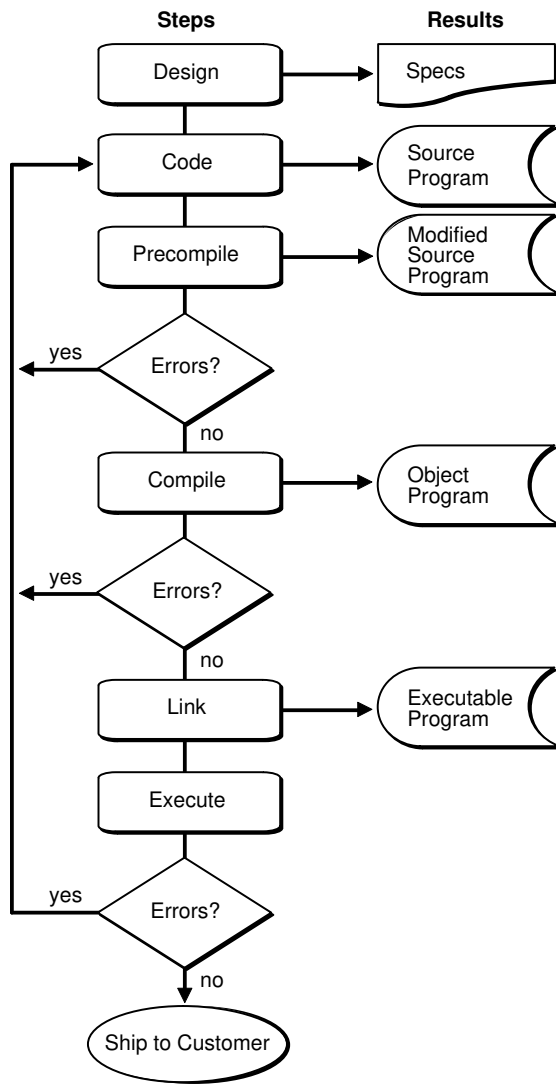 Steps
Results
Design
Specs
Code
Source
Program
Precompile
Modified
Source
Program
yes
Errors?
no
Compile
Object
Program
yes
Errors?
no
Link
Executable
Program
Execute
yes
Errors?
no
Ship to Customer